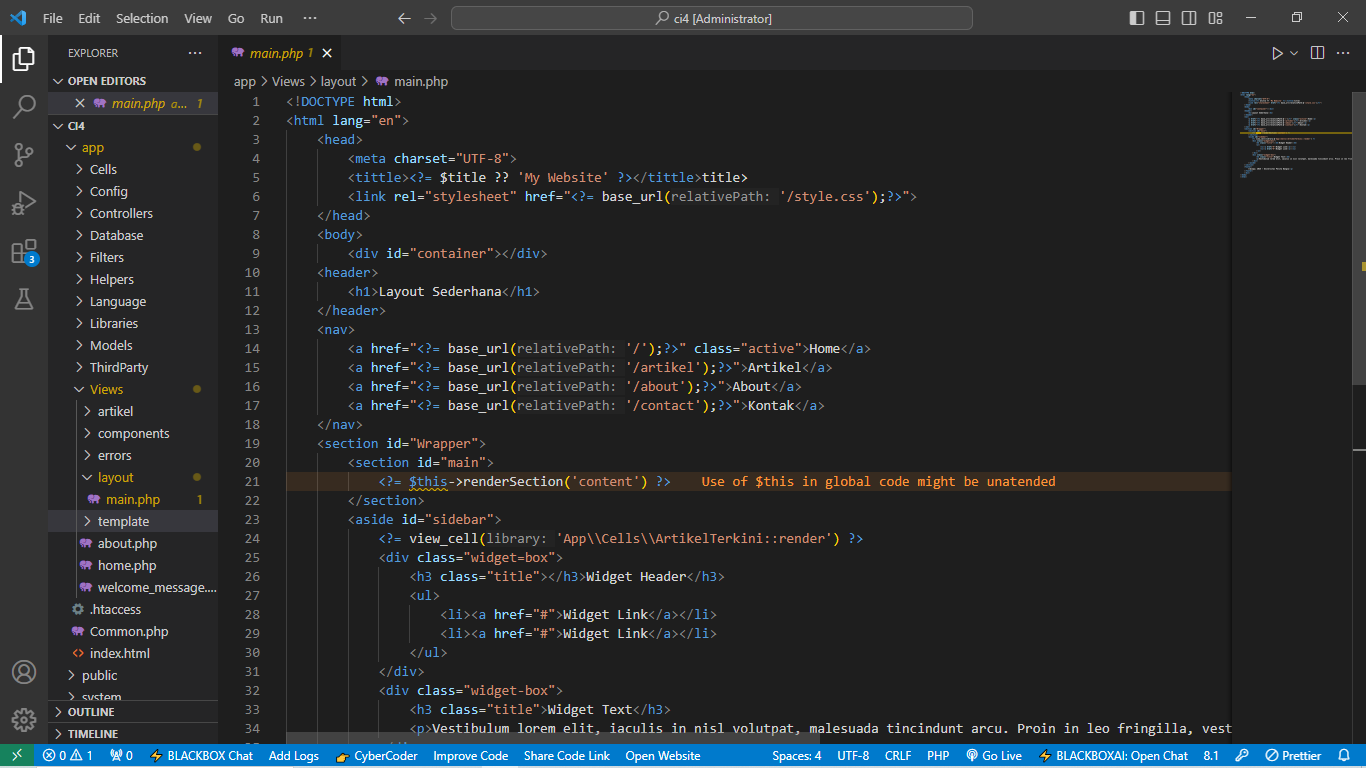 File Edit Selection View Go Run ··· ci4 [Administrator]
EXPLORER ···
OPEN EDITORS
main.php a... 1
CI4
app
Cells
Config
Controllers
Database
Filters
Helpers
Language
Libraries
Models
ThirdParty
Views
artikel
components
errors
layout
main.php 1
template
about.php
home.php
welcome_message....
.htaccess
Common.php
index.html
public
system
OUTLINE
TIMELINE
3
main.php 1
app > Views > layout > main.php
1 <!DOCTYPE html>
2 <html lang="en">
3 <head>
4 <meta charset="UTF-8">
5 <tittle><?= $title ?? 'My Website' ?></tittle>title>
6 <link rel="stylesheet" href="<?= base_url(relativePath: '/style.css');?>">
7 </head>
8 <body>
9 <div id="container"></div>
10 <header>
11 <h1>Layout Sederhana</h1>
12 </header>
13 <nav>
14 <a href="<?= base_url(relativePath: '/');?>" class="active">Home</a>
15 <a href="<?= base_url(relativePath: '/artikel');?>">Artikel</a>
16 <a href="<?= base_url(relativePath: '/about');?>">About</a>
17 <a href="<?= base_url(relativePath: '/contact');?>">Kontak</a>
18 </nav>
19 <section id="Wrapper">
20 <section id="main">
21 <?= $this->renderSection('content') ?> Use of $this in global code might be unatended
22 </section>
23 <aside id="sidebar">
24 <?= view_cell(library: 'App\\Cells\\ArtikelTerkini::render') ?>
25 <div class="widget-box">
26 <h3 class="title"></h3>Widget Header</h3>
27 <ul>
28 <li><a href="#">Widget Link</a></li>
29 <li><a href="#">Widget Link</a></li>
30 </ul>
31 </div>
32 <div class="widget-box">
33 <h3 class="title">Widget Text</h3>
34 <p>Vestibulum lorem elit, iaculis in nisl volutpat, malesuada tincidunt arcu. Proin in leo fringilla, vest
0 1 0 BLACKBOX Chat Add Logs CyberCoder Improve Code Share Code Link Open Website Spaces: 4 UTF-8 CRLF PHP Go Live BLACKBOXAI: Open Chat 8.1 Prettier